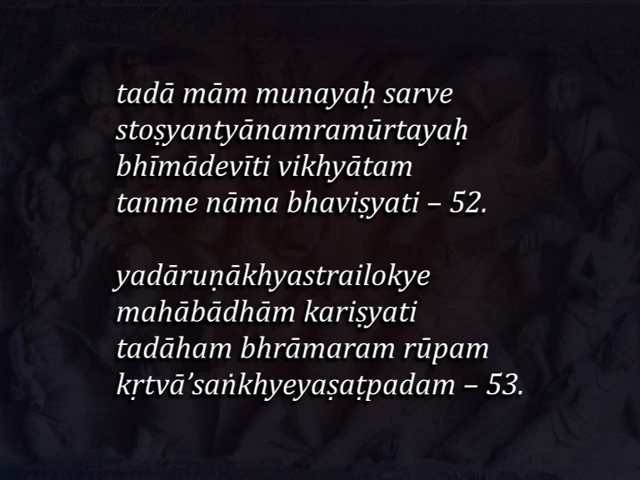 tadā mām munayaḥ sarve
stoṣyantyānamramūrtayaḥ
bhīmādevīti vikhyātam
tanme nāma bhaviṣyati – 52.
yadāruṇākhyastrailokye
mahābādhām kariṣyati
tadāham bhrāmaram rūpam
kṛtvā’saṅkhyeyaṣaṭpadam – 53.